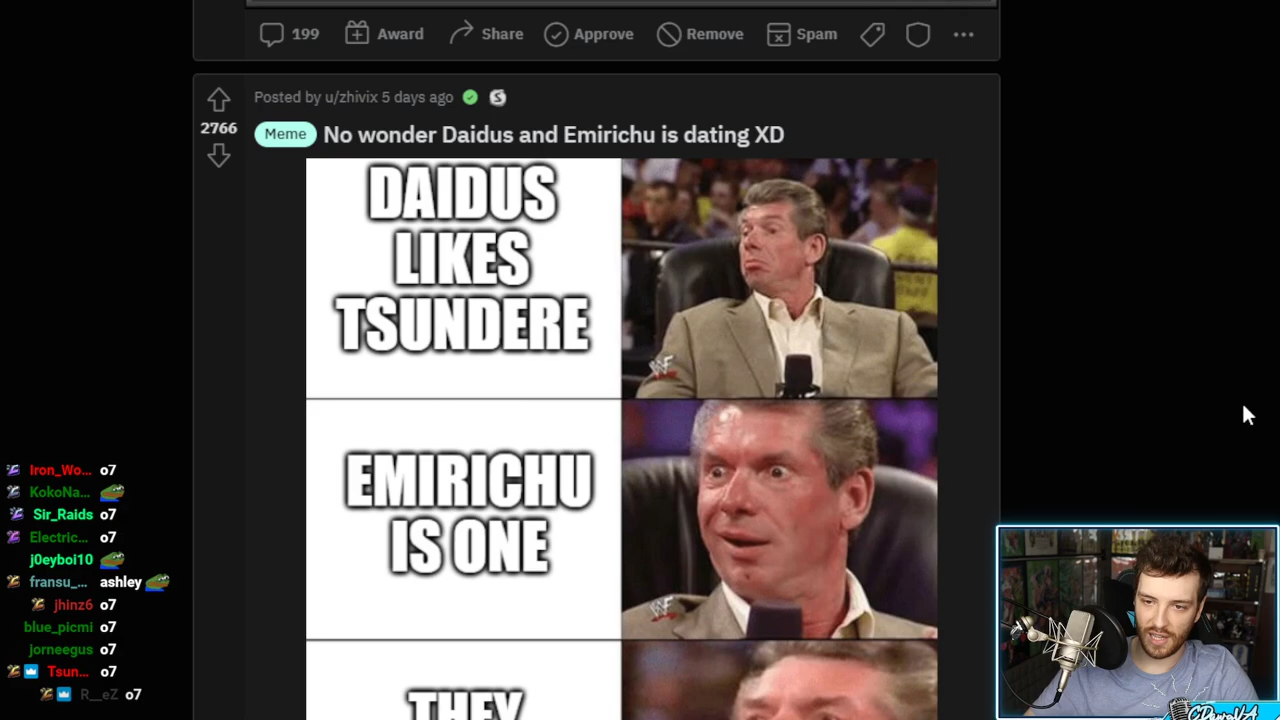 199 Award Share Approve Remove Spam
Posted by u/zhivix 5 days ago
2766
Meme No wonder Daidus and Emirichu is dating XD
DAIDUS
LIKES
TSUNDERE
EMIRICHU
IS ONE
THEY
Iron_Wo... o7
KokoNa...
Sir_Raids o7
Electric... o7
j0eyboi10
fransu_... ashley
jhinz6 o7
blue_picmi o7
jorneegus o7
Tsun... o7
R__eZ o7